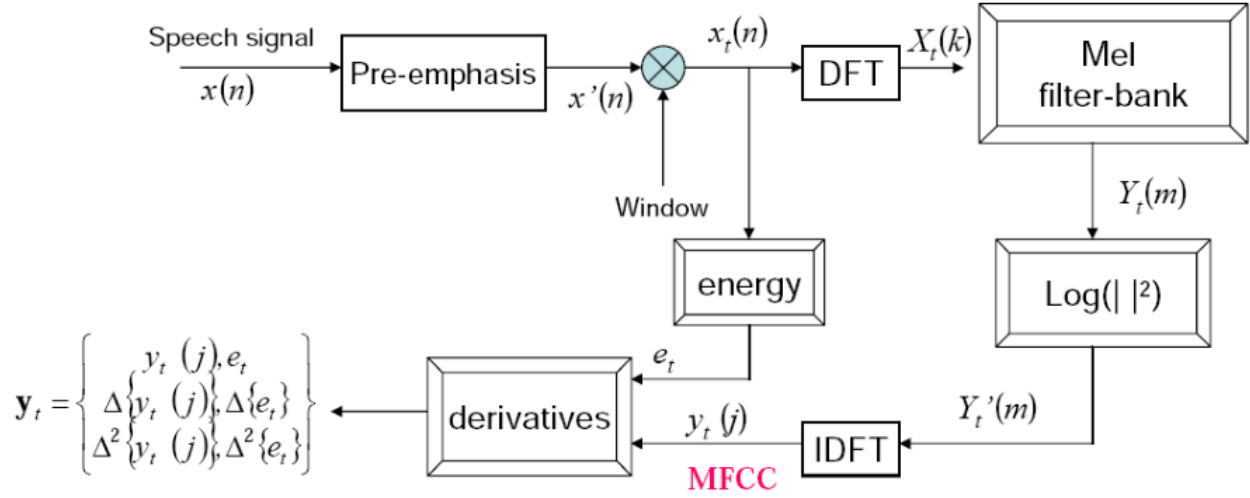 Speech signal
x(n)
Pre-emphasis
x’(n)
Window
x_t(n)
DFT
X_t(k)
Mel
filter-bank
Y_t(m)
Log(| |²)
Y_t’(m)
IDFT
y_t (j)
MFCC
energy
e_t
derivatives
y_t = { y_t (j), e_t
Δ{y_t (j)}, Δ{e_t}
Δ²{y_t (j)}, Δ²{e_t} }